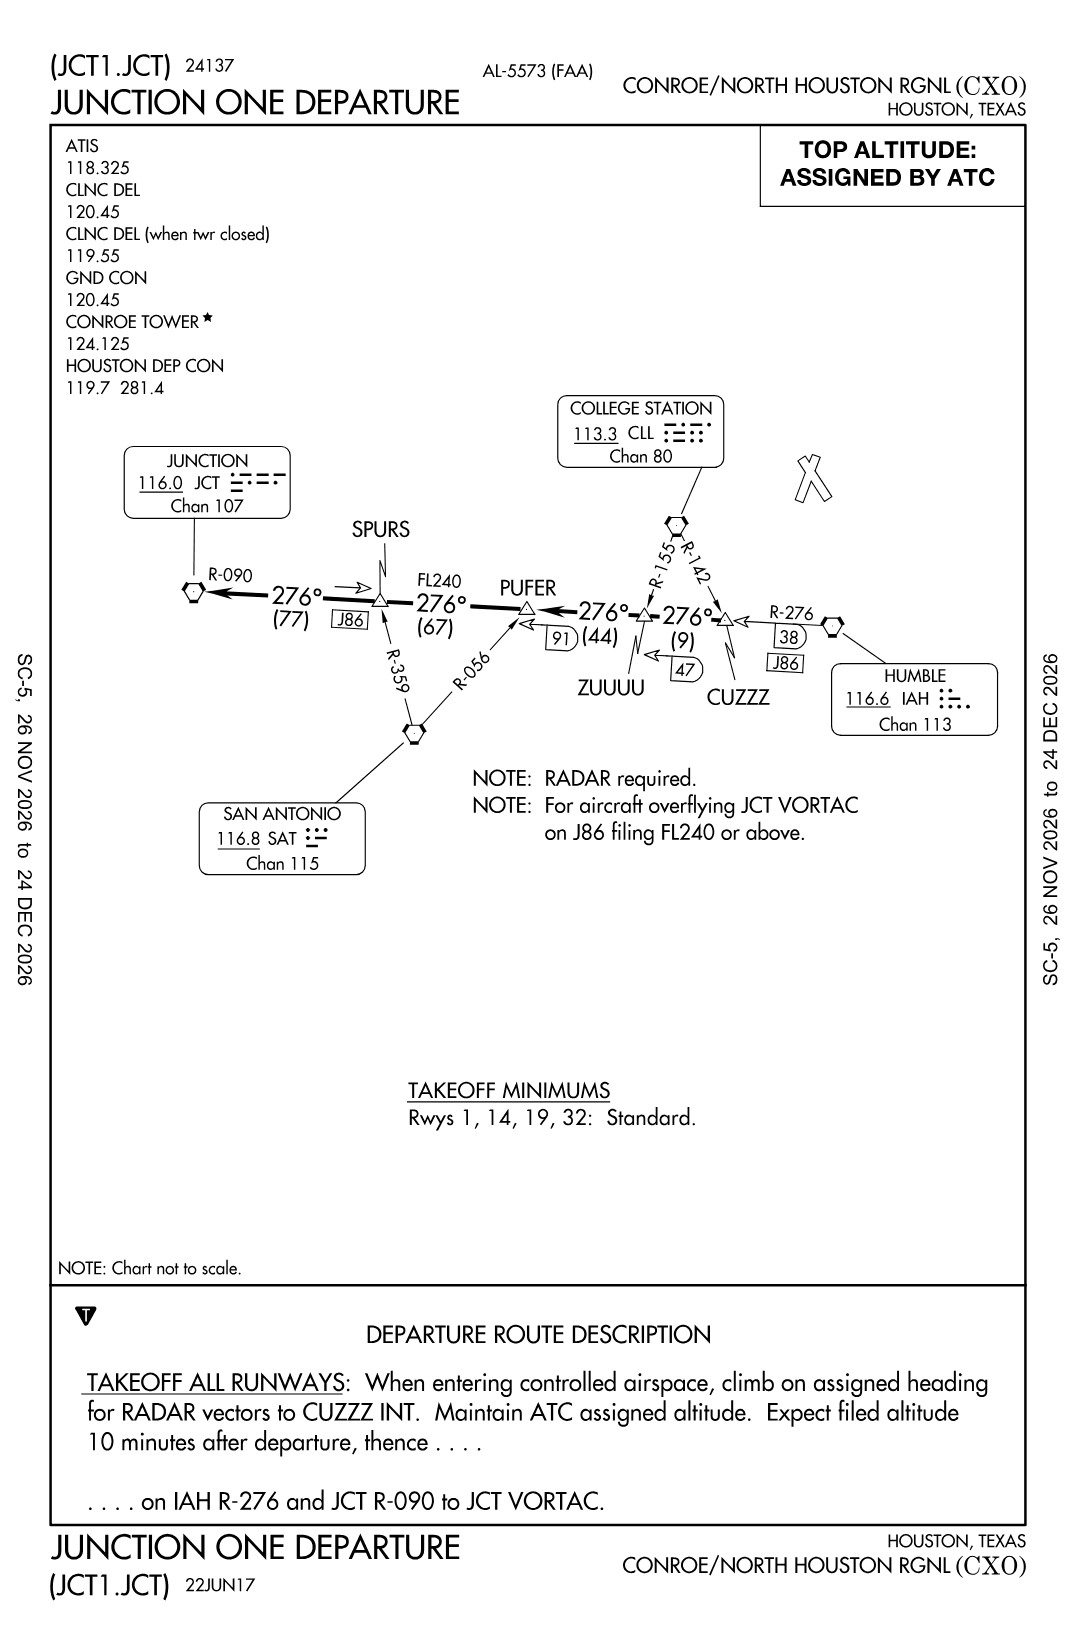 (JCT1.JCT) 24137
AL-5573 (FAA)
CONROE/NORTH HOUSTON RGNL (CXO)
JUNCTION ONE DEPARTURE
HOUSTON, TEXAS
TOP ALTITUDE:
ASSIGNED BY ATC
ATIS
118.325
CLNC DEL
120.45
CLNC DEL (when twr closed)
119.55
GND CON
120.45
CONROE TOWER ★
124.125
HOUSTON DEP CON
119.7 281.4
COLLEGE STATION
113.3 CLL
Chan 80
JUNCTION
116.0 JCT
Chan 107
SPURS
R-090
276°
(77)
J86
FL240
276°
(67)
PUFER
91
276°
(44)
R-155
R-142
276°
(9)
47
ZUUUU
CUZZZ
R-276
38
J86
HUMBLE
116.6 IAH
Chan 113
R-359
R-056
SAN ANTONIO
116.8 SAT
Chan 115
NOTE: RADAR required.
NOTE: For aircraft overflying JCT VORTAC
on J86 filing FL240 or above.
SC-5, 26 NOV 2026 to 24 DEC 2026
SC-5, 26 NOV 2026 to 24 DEC 2026
TAKEOFF MINIMUMS
Rwys 1, 14, 19, 32: Standard.
NOTE: Chart not to scale.
T
DEPARTURE ROUTE DESCRIPTION
TAKEOFF ALL RUNWAYS: When entering controlled airspace, climb on assigned heading
for RADAR vectors to CUZZZ INT. Maintain ATC assigned altitude. Expect filed altitude
10 minutes after departure, thence . . . .
. . . . on IAH R-276 and JCT R-090 to JCT VORTAC.
JUNCTION ONE DEPARTURE
HOUSTON, TEXAS
CONROE/NORTH HOUSTON RGNL (CXO)
(JCT1.JCT) 22JUN17